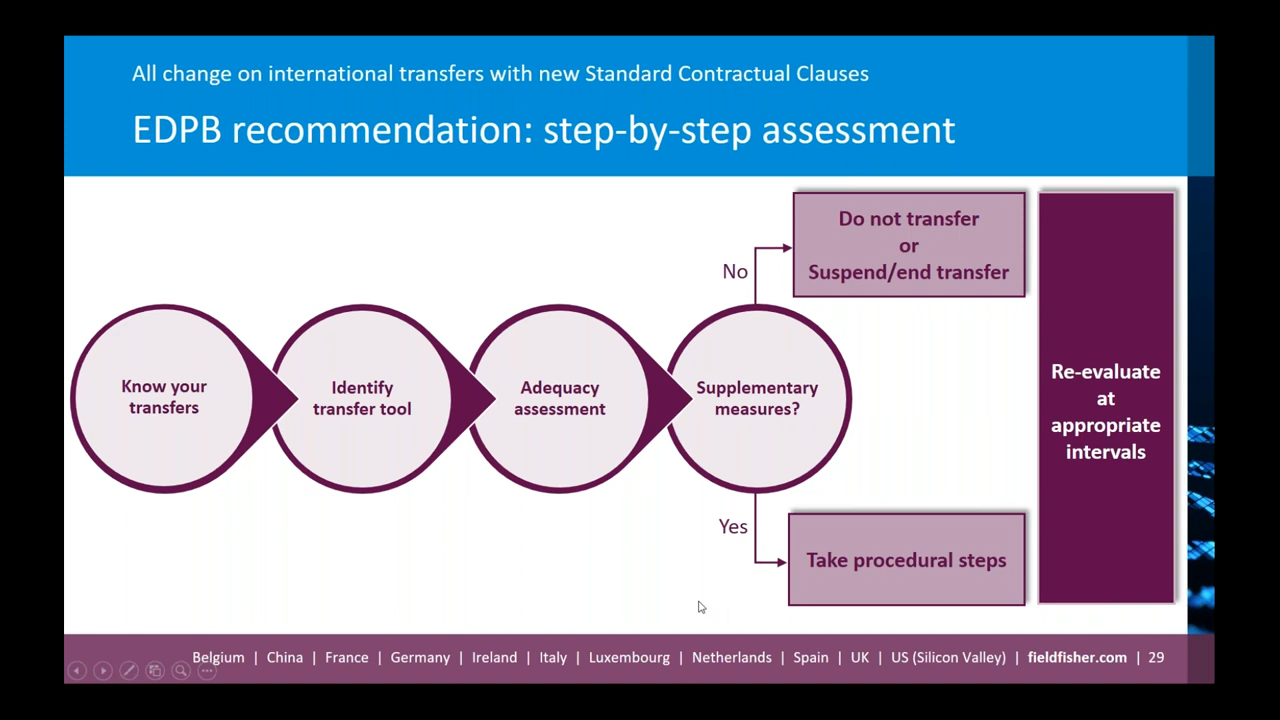 All change on international transfers with new Standard Contractual Clauses
EDPB recommendation: step-by-step assessment
Know your
transfers
Identify
transfer tool
Adequacy
assessment
Supplementary
measures?
No
Do not transfer
or
Suspend/end transfer
Yes
Take procedural steps
Re-evaluate
at
appropriate
intervals
Belgium | China | France | Germany | Ireland | Italy | Luxembourg | Netherlands | Spain | UK | US (Silicon Valley) | fieldfisher.com | 29